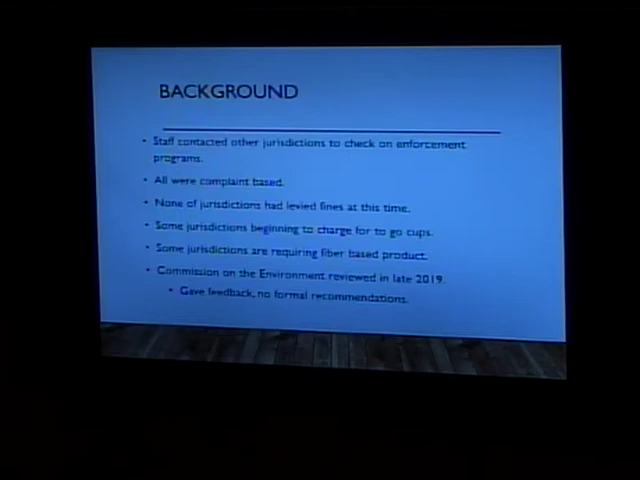 BACKGROUND
• Staff contacted other jurisdictions to check on enforcement
programs.
• All were complaint based.
• None of jurisdictions had levied fines at this time.
• Some jurisdictions beginning to charge for to go cups.
• Some jurisdictions are requiring fiber based product.
• Commission on the Environment reviewed in late 2019.
• Gave feedback, no formal recommendations.